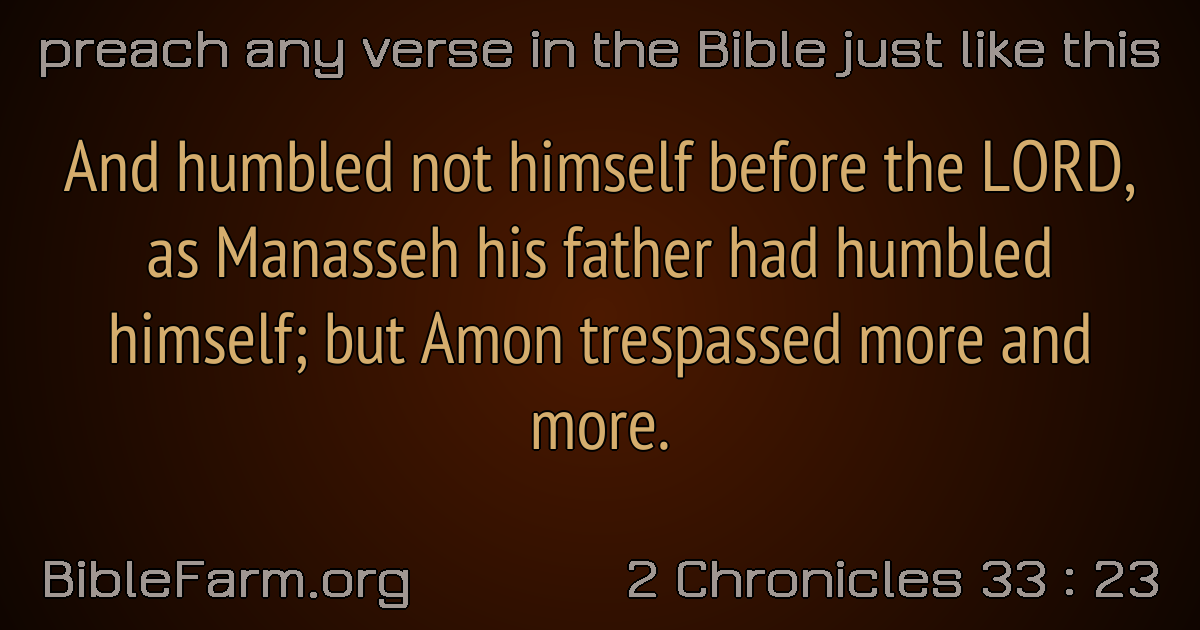 preach any verse in the Bible just like this
And humbled not himself before the LORD,
as Manasseh his father had humbled
himself; but Amon trespassed more and
more.
BibleFarm.org
2 Chronicles 33 : 23